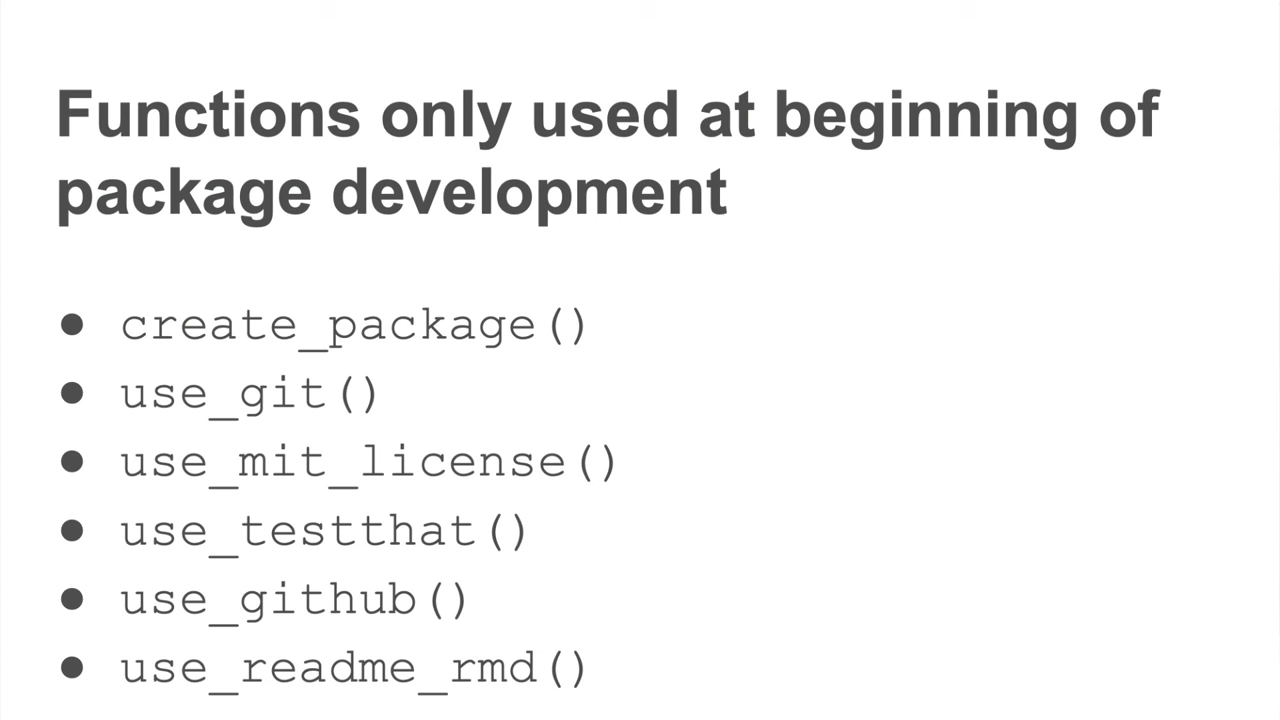 Functions only used at beginning of
package development
● create_package()
● use_git()
● use_mit_license()
● use_testthat()
● use_github()
● use_readme_rmd()